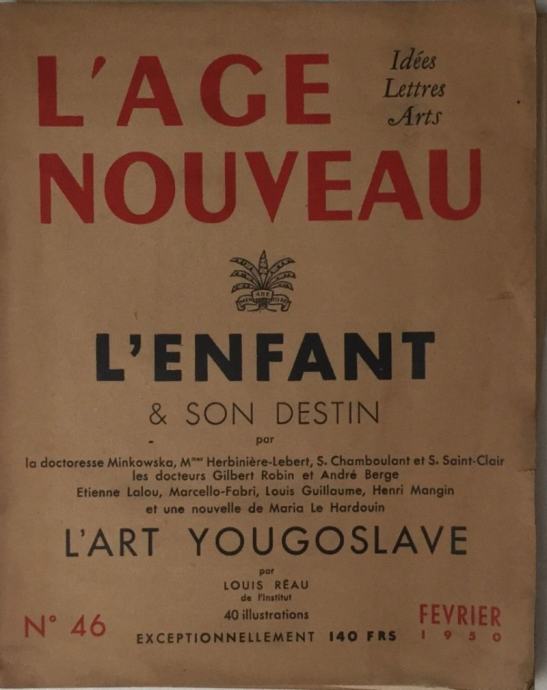 L'AGE
NOUVEAU
Idées
Lettres
Arts
L'ENFANT
& SON DESTIN
par
la doctoresse Minkowska, Mmes Herbinière-Lebert, S. Chamboulant et S. Saint-Clair
les docteurs Gilbert Robin et André Berge
Etienne Lalou, Marcello-Fabri, Louis Guillaume, Henri Mangin
et une nouvelle de Maria Le Hardouin
L'ART YOUGOSLAVE
par
LOUIS RÉAU
de l'Institut
40 illustrations
N° 46
EXCEPTIONNELLEMENT 140 FRS
FEVRIER
1950